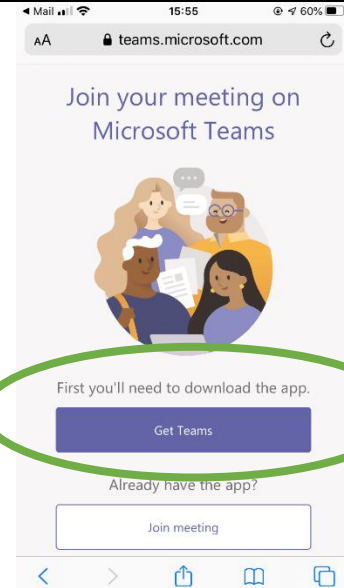 Mail 15:55 60%
AA teams.microsoft.com
Join your meeting on
Microsoft Teams
First you'll need to download the app.
Get Teams
Already have the app?
Join meeting